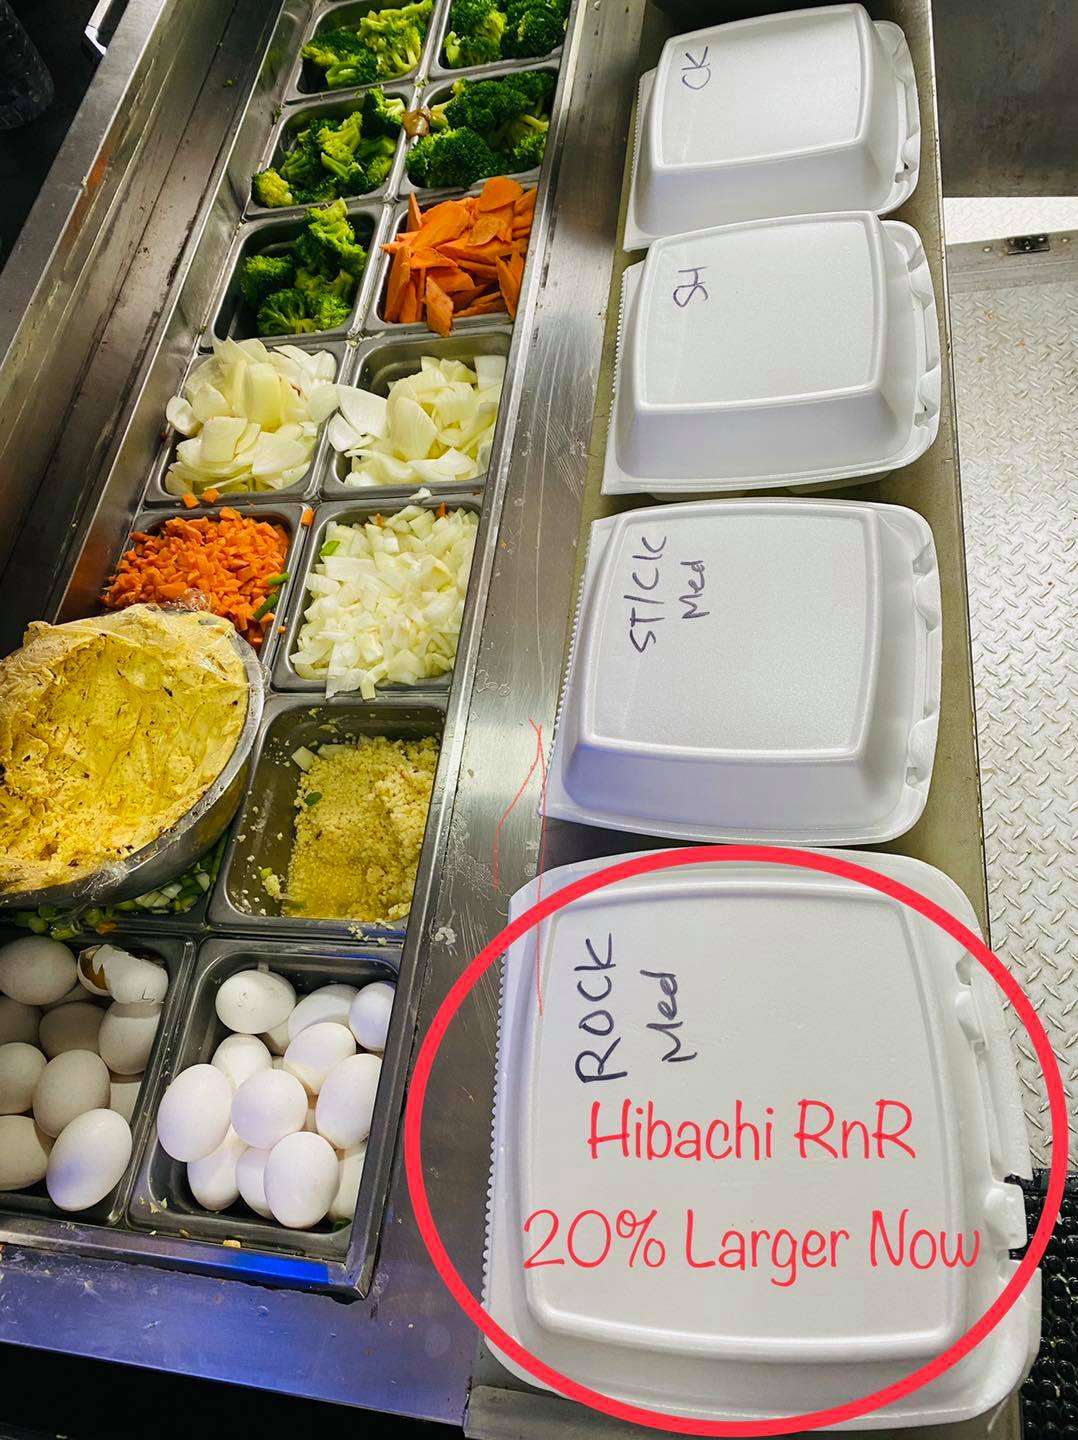 CK
SH
ST/CK
Med
ROCK
Med
Hibachi RnR
20% Larger Now